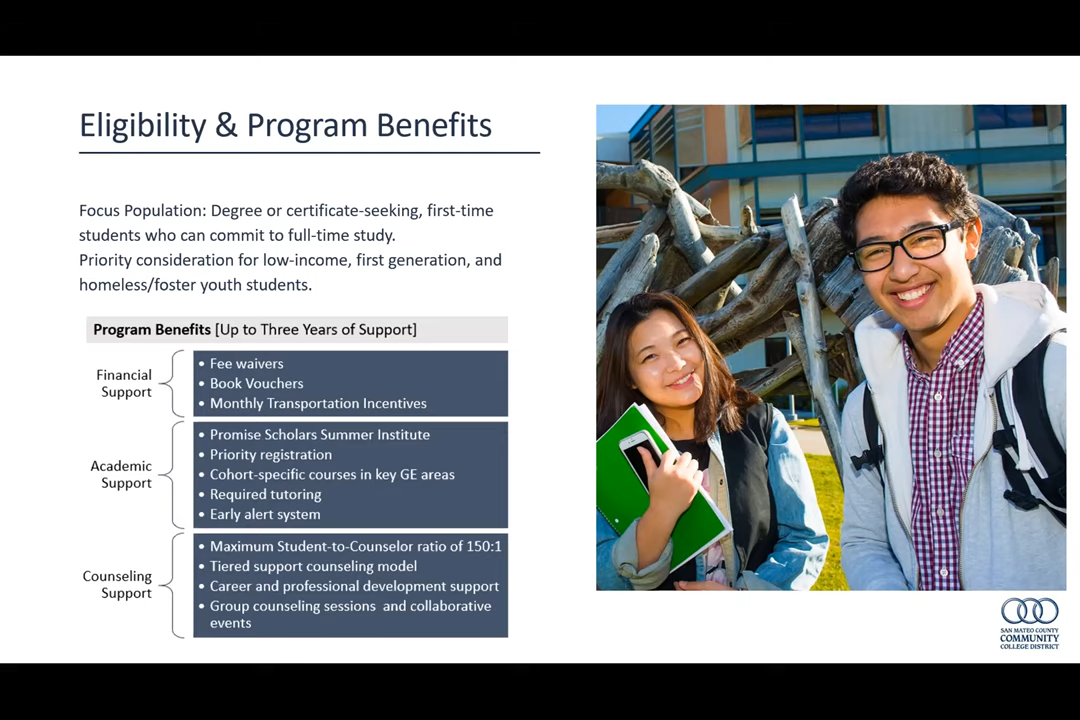 Eligibility & Program Benefits
Focus Population: Degree or certificate-seeking, first-time
students who can commit to full-time study.
Priority consideration for low-income, first generation, and
homeless/foster youth students.
Program Benefits [Up to Three Years of Support]
Financial
Support
• Fee waivers
• Book Vouchers
• Monthly Transportation Incentives
Academic
Support
• Promise Scholars Summer Institute
• Priority registration
• Cohort-specific courses in key GE areas
• Required tutoring
• Early alert system
Counseling
Support
• Maximum Student-to-Counselor ratio of 150:1
• Tiered support counseling model
• Career and professional development support
• Group counseling sessions and collaborative
events
SAN MATEO COUNTY
COMMUNITY
COLLEGE DISTRICT